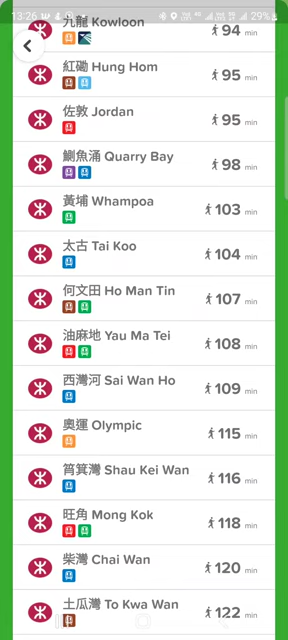 13:26
29%
九龍 Kowloon
94 min
紅磡 Hung Hom
95 min
佐敦 Jordan
95 min
鰂魚涌 Quarry Bay
98 min
黃埔 Whampoa
103 min
太古 Tai Koo
104 min
何文田 Ho Man Tin
107 min
油麻地 Yau Ma Tei
108 min
西灣河 Sai Wan Ho
109 min
奧運 Olympic
115 min
筲箕灣 Shau Kei Wan
116 min
旺角 Mong Kok
118 min
柴灣 Chai Wan
120 min
土瓜灣 To Kwa Wan
122 min